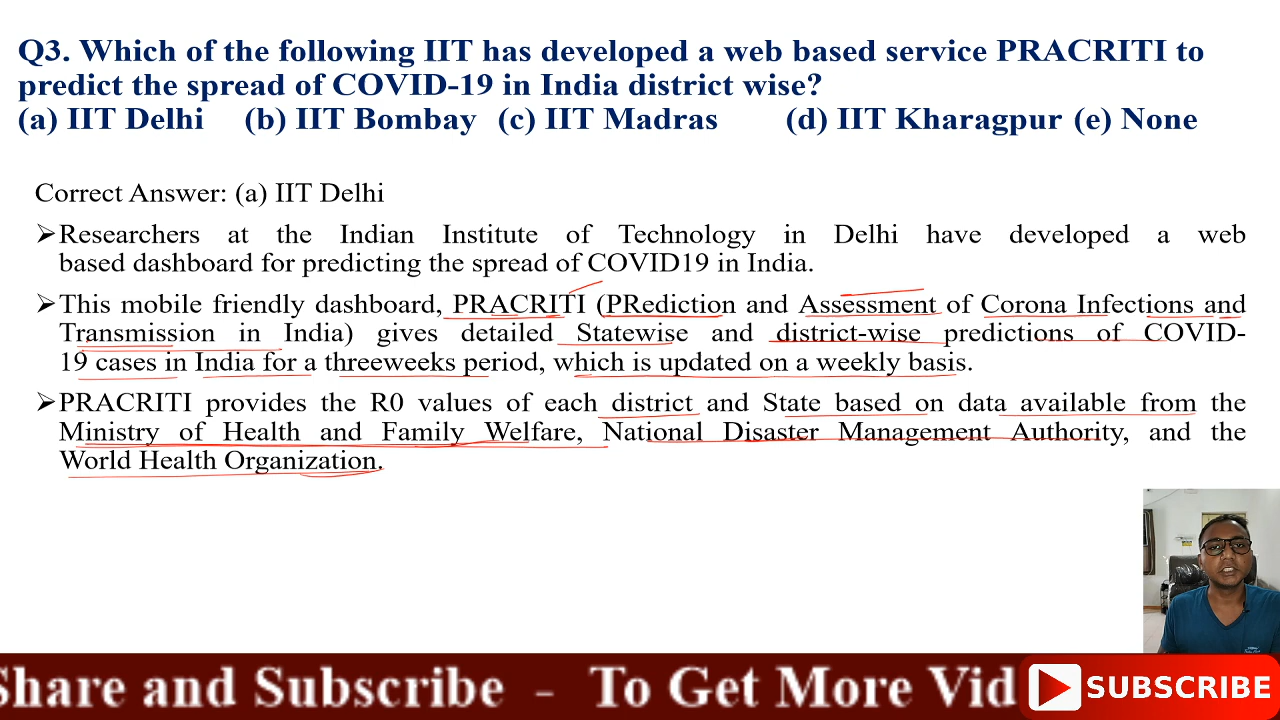 Q3. Which of the following IIT has developed a web based service PRACRITI to
predict the spread of COVID-19 in India district wise?
(a) IIT Delhi (b) IIT Bombay (c) IIT Madras (d) IIT Kharagpur (e) None
Correct Answer: (a) IIT Delhi
➢Researchers at the Indian Institute of Technology in Delhi have developed a web
based dashboard for predicting the spread of COVID19 in India.
➢This mobile friendly dashboard, PRACRITI (PRediction and Assessment of Corona Infections and
Transmission in India) gives detailed Statewise and district-wise predictions of COVID-
19 cases in India for a threeweeks period, which is updated on a weekly basis.
➢PRACRITI provides the R0 values of each district and State based on data available from the
Ministry of Health and Family Welfare, National Disaster Management Authority, and the
World Health Organization.
Share and Subscribe - To Get More Vid
SUBSCRIBE